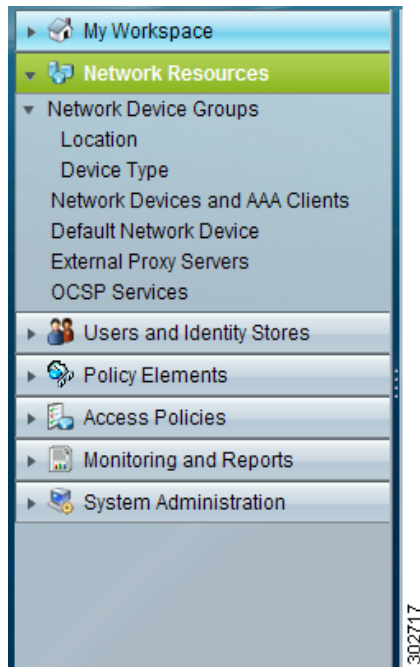 My Workspace
Network Resources
Network Device Groups
Location
Device Type
Network Devices and AAA Clients
Default Network Device
External Proxy Servers
OCSP Services
Users and Identity Stores
Policy Elements
Access Policies
Monitoring and Reports
System Administration
302717